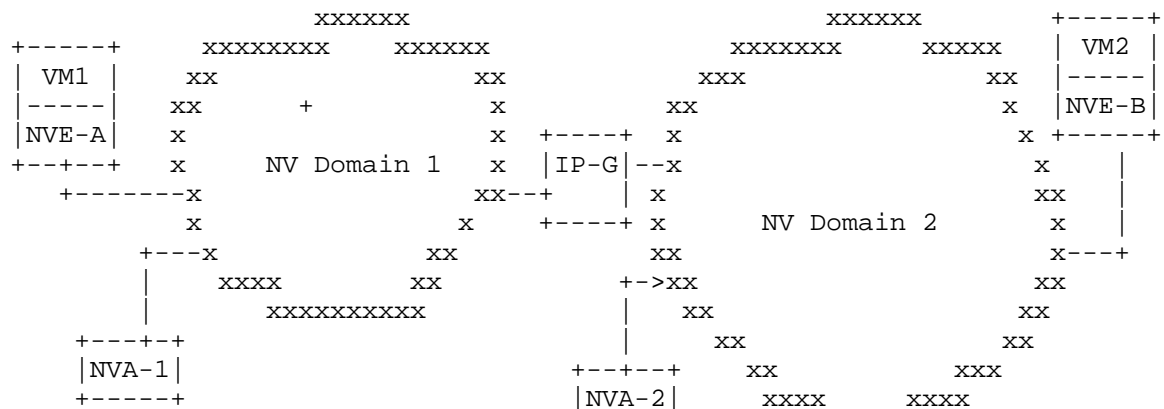 VM1 VM2
NVE-A NVE-B
NV Domain 1 IP-G
NV Domain 2
NVA-1
NVA-2